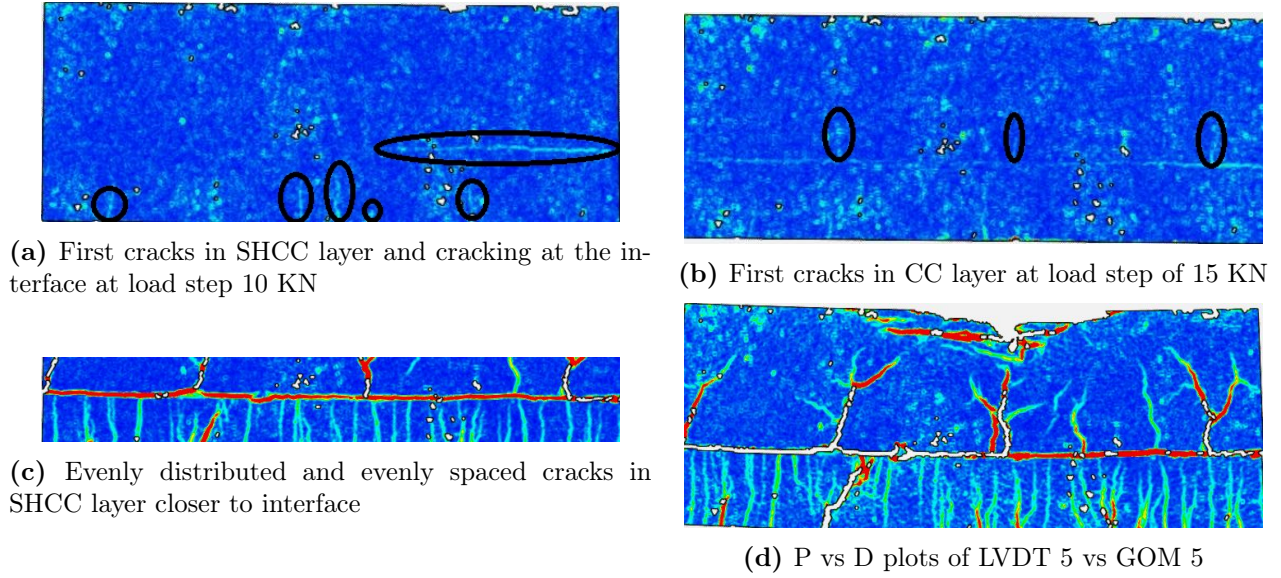 (a) First cracks in SHCC layer and cracking at the in-
terface at load step 10 KN
(b) First cracks in CC layer at load step of 15 KN
(c) Evenly distributed and evenly spaced cracks in
SHCC layer closer to interface
(d) P vs D plots of LVDT 5 vs GOM 5